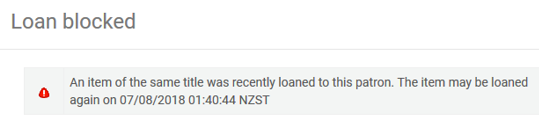 Loan blocked
An item of the same title was recently loaned to this patron. The item may be loaned
again on 07/08/2018 01:40:44 NZST